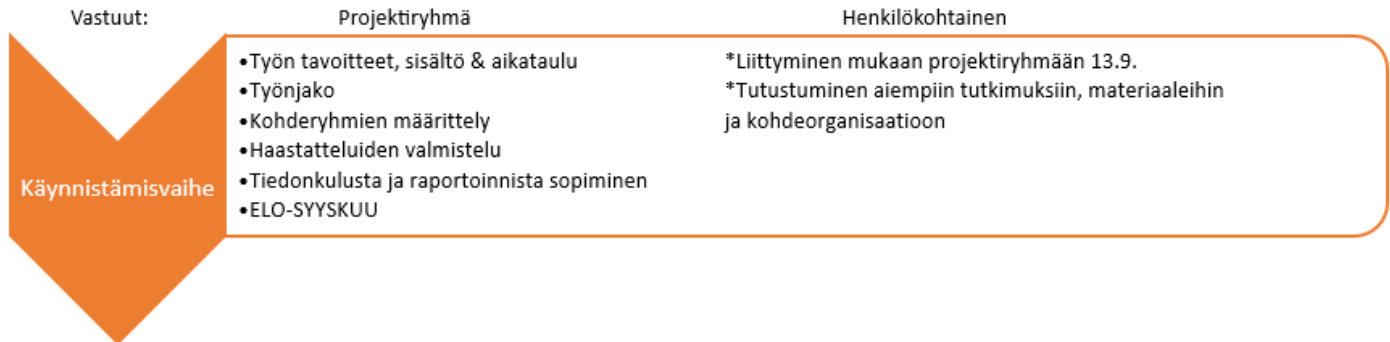 Vastuut: Projektiryhmä Henkilökohtainen
•Työn tavoitteet, sisältö & aikataulu
•Työnjako
•Kohderyhmien määrittely
•Haastatteluiden valmistelu
•Tiedonkulusta ja raportoinnista sopiminen
•ELO-SYYSKUU
*Liittyminen mukaan projektiryhmään 13.9.
*Tutustuminen aiempiin tutkimuksiin, materiaaleihin
ja kohdeorganisaatioon
Käynnistämisvaihe